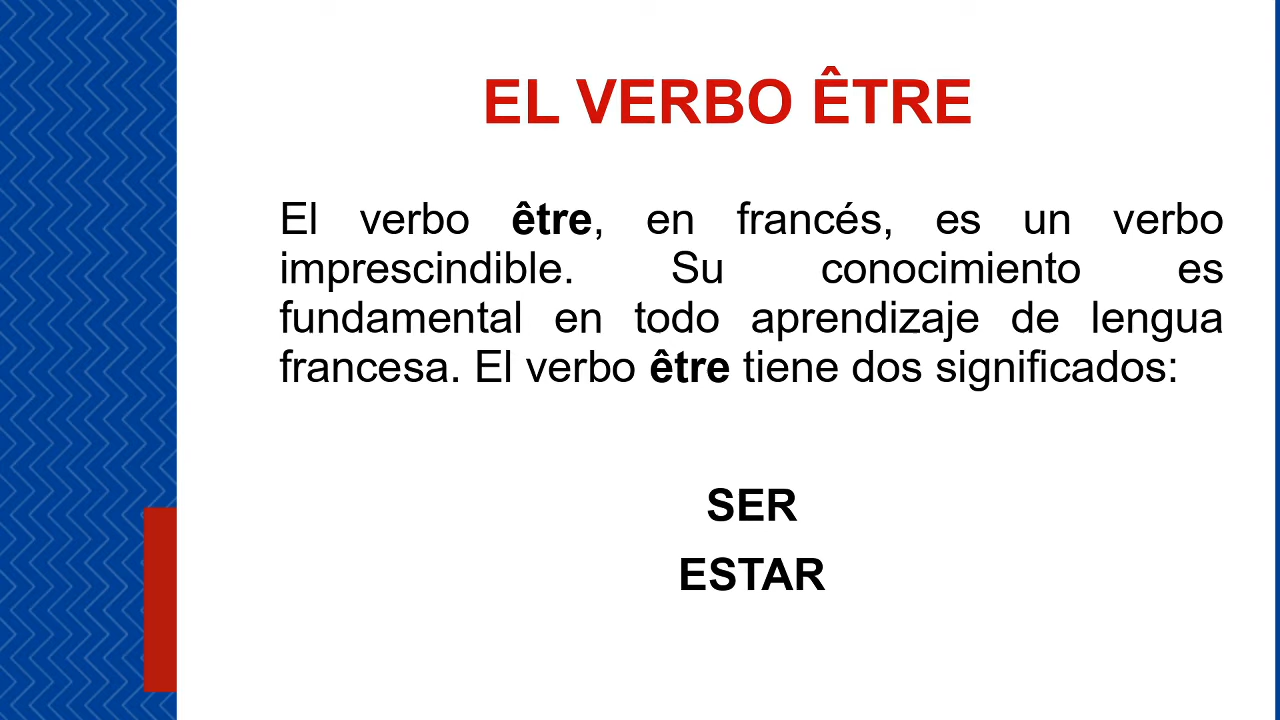 EL VERBO ÊTRE
El verbo être, en francés, es un verbo
imprescindible. Su conocimiento es
fundamental en todo aprendizaje de lengua
francesa. El verbo être tiene dos significados:
SER
ESTAR